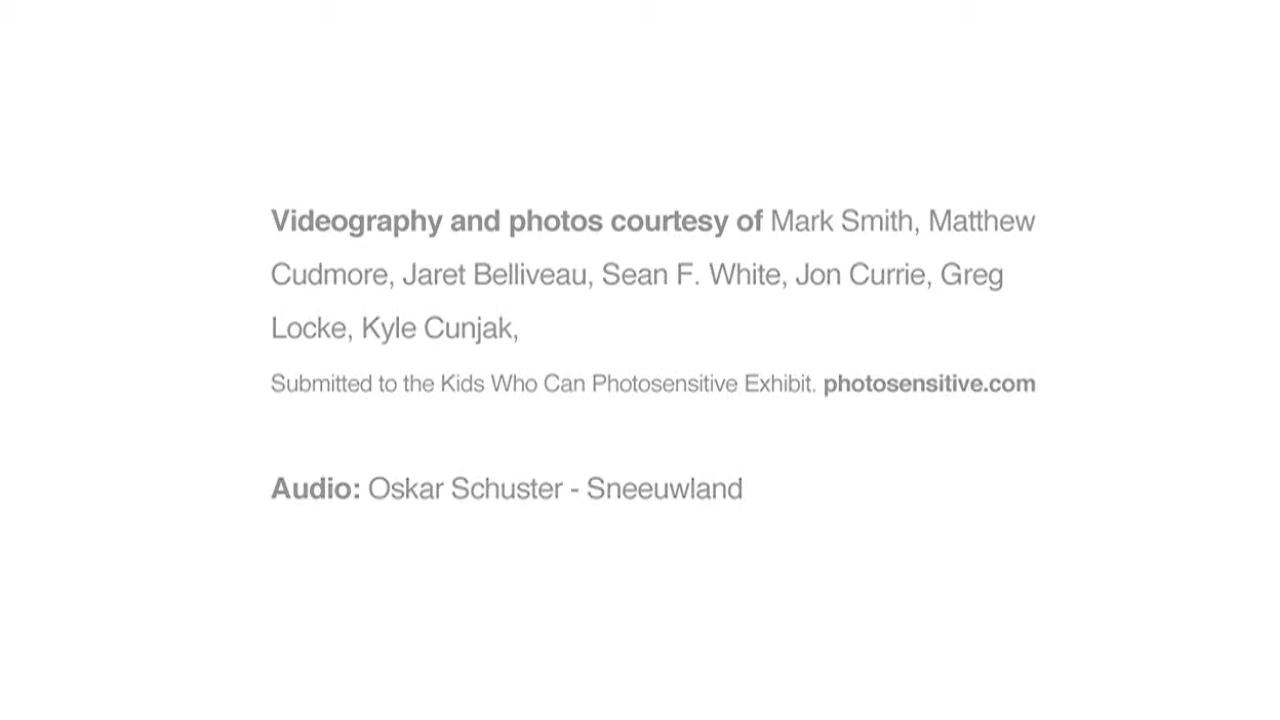 Videography and photos courtesy of Mark Smith, Matthew
Cudmore, Jaret Belliveau, Sean F. White, Jon Currie, Greg
Locke, Kyle Cunjak,
Submitted to the Kids Who Can Photosensitive Exhibit. photosensitive.com
Audio: Oskar Schuster - Sneeuwland